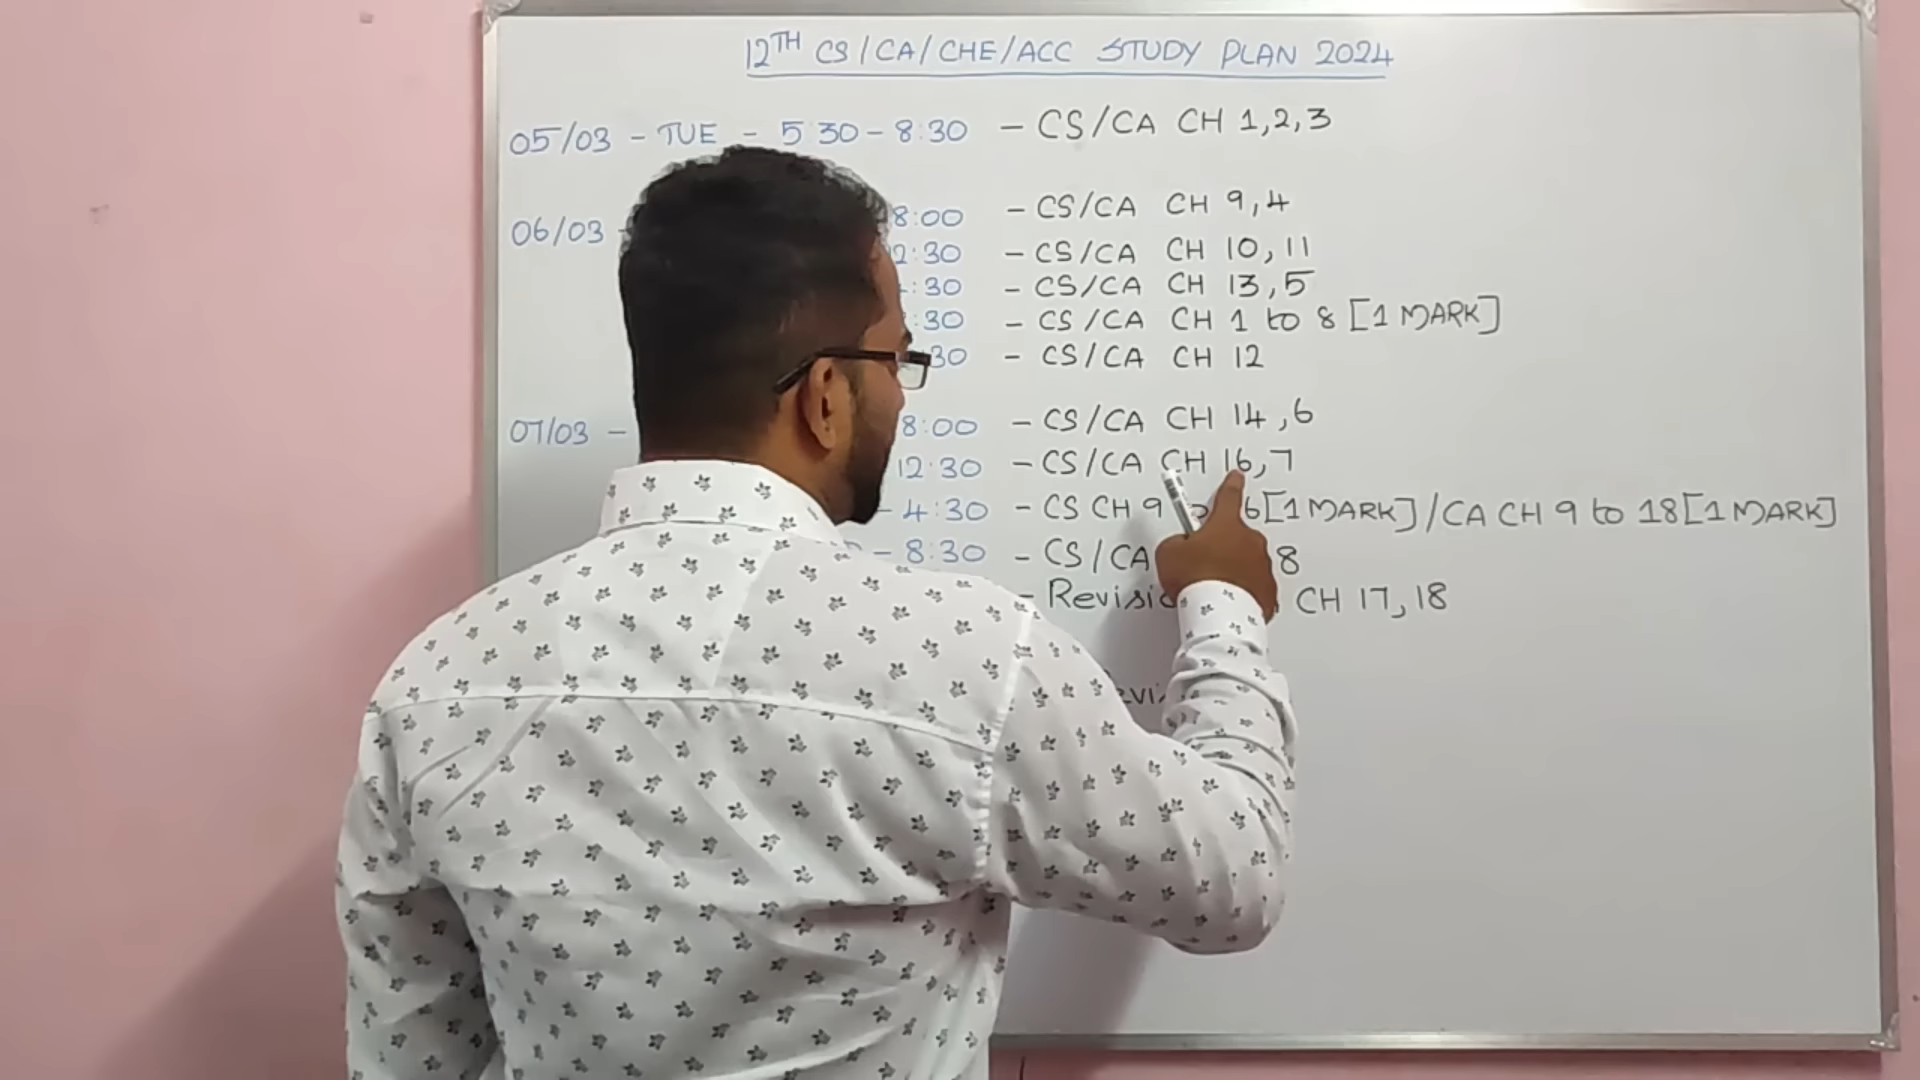 12TH CS/CA/CHE/ACC STUDY PLAN 2024
05/03 - TUE - 5 30 - 8:30 - CS/CA CH 1,2,3
06/03 - 8:00 - CS/CA CH 9,4
2:30 - CS/CA CH 10,11
:30 - CS/CA CH 13,5
:30 - CS/CA CH 1 to 8 [1 MARK]
30 - CS/CA CH 12
07/03 - 8:00 - CS/CA CH 14,6
12:30 - CS/CA CH 16,7
- 4:30 - CS CH 9 6[1 MARK]/CA CH 9 to 18[1 MARK]
- 8:30 - CS/CA 8
- CH 17,18